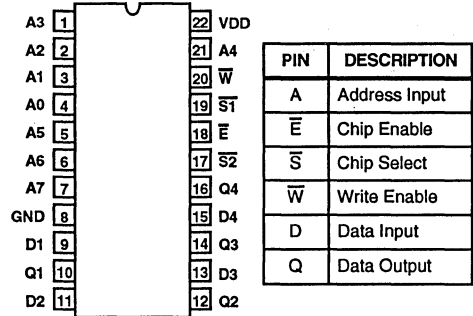 A3 1 22 VDD
A2 2 21 A4
A1 3 20 W̅
A0 4 19 S̅1̅
A5 5 18 E̅
A6 6 17 S̅2̅
A7 7 16 Q4
GND 8 15 D4
D1 9 14 Q3
Q1 10 13 D3
D2 11 12 Q2
PIN DESCRIPTION
A Address Input
E̅ Chip Enable
S̅ Chip Select
W̅ Write Enable
D Data Input
Q Data Output